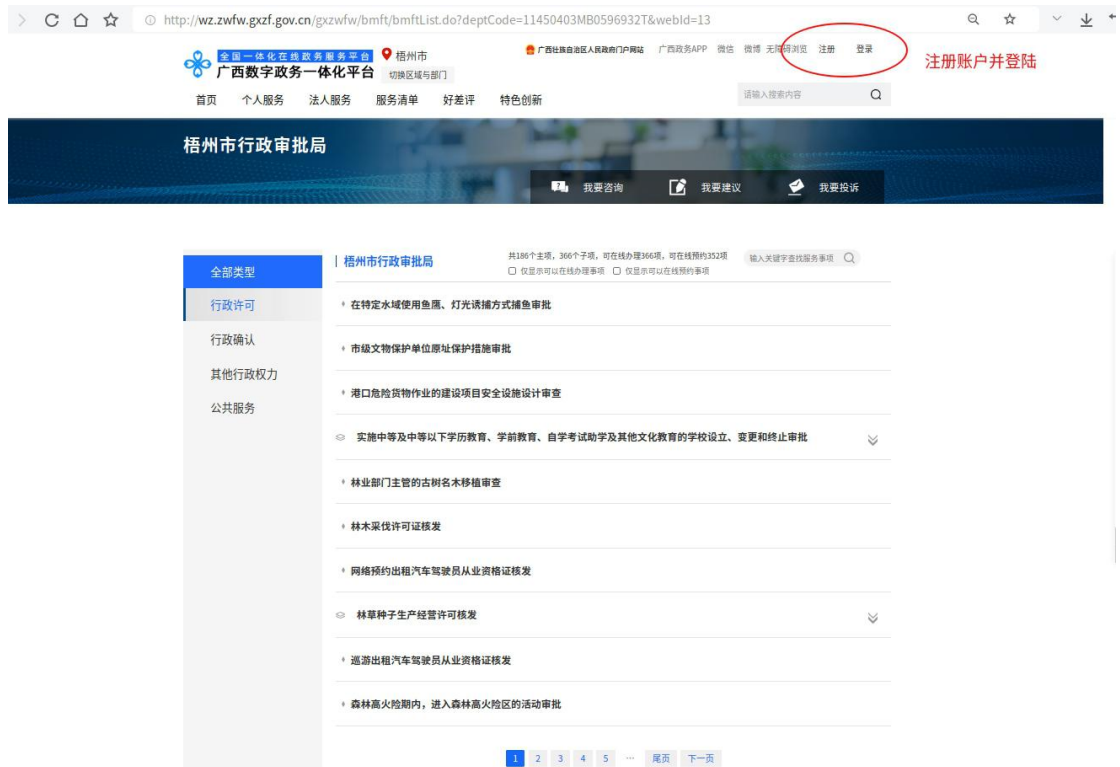 http://wz.zwfw.gxzf.gov.cn/gxzwfw/bmft/bmftList.do?deptCode=11450403MB0596932T&webId=13
全国一体化在线政务服务平台
广西数字政务一体化平台
梧州市
切换区域与部门
广西壮族自治区人民政府门户网站 广西政务APP 微信 微博 无障碍浏览 注册 登录
注册账户并登陆
首页 个人服务 法人服务 服务清单 好差评 特色创新
请输入搜索内容
梧州市行政审批局
我要咨询 我要建议 我要投诉
全部类型
行政许可
行政确认
其他行政权力
公共服务
梧州市行政审批局
共186个主项，366个子项，可在线办理366项，可在线预约352项
仅显示可以在线办理事项 仅显示可以在线预约事项
输入关键字查找服务事项
在特定水域使用鱼鹰、灯光诱捕方式捕鱼审批
市级文物保护单位原址保护措施审批
港口危险货物作业的建设项目安全设施设计审查
实施中等及中等以下学历教育、学前教育、自学考试助学及其他文化教育的学校设立、变更和终止审批
林业部门主管的古树名木移植审查
林木采伐许可证核发
网络预约出租汽车驾驶员从业资格证核发
林草种子生产经营许可核发
巡游出租汽车驾驶员从业资格证核发
森林高火险期内，进入森林高火险区的活动审批
1 2 3 4 5 ... 尾页 下一页